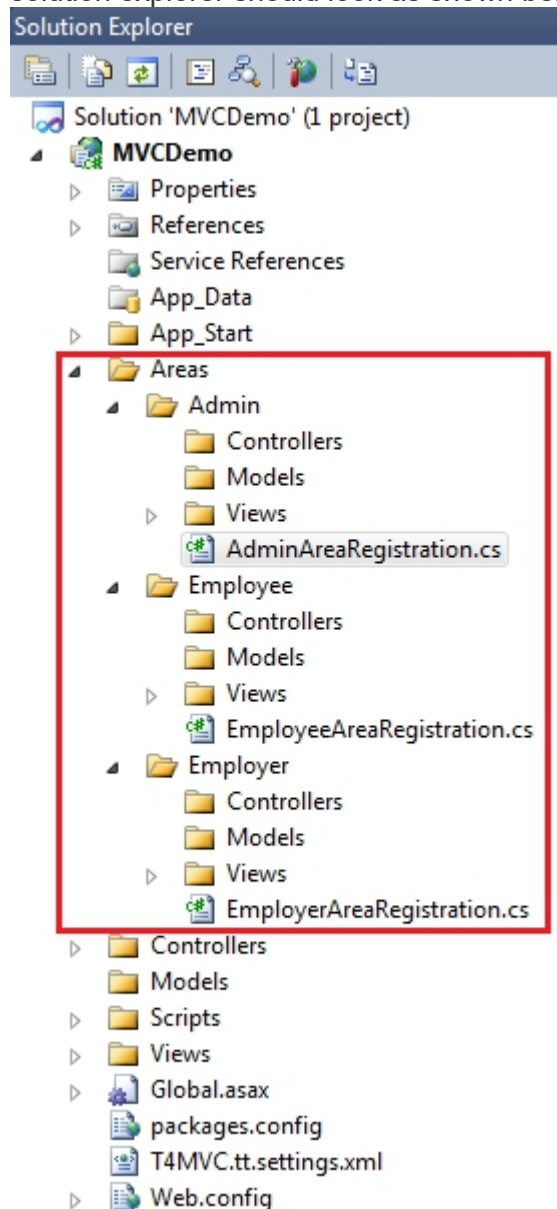 Solution Explorer
Solution 'MVCDemo' (1 project)
MVCDemo
Properties
References
Service References
App_Data
App_Start
Areas
Admin
Controllers
Models
Views
AdminAreaRegistration.cs
Employee
Controllers
Models
Views
EmployeeAreaRegistration.cs
Employer
Controllers
Models
Views
EmployerAreaRegistration.cs
Controllers
Models
Scripts
Views
Global.asax
packages.config
T4MVC.tt.settings.xml
Web.config